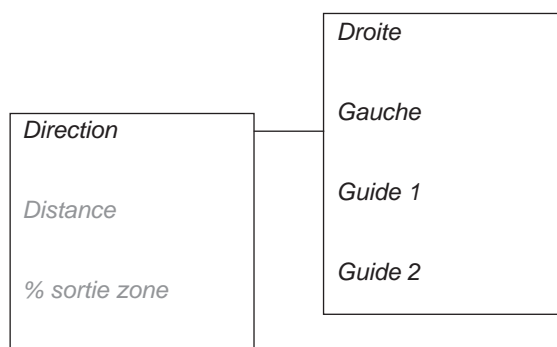 Droite
Gauche
Direction
Guide 1
Distance
Guide 2
% sortie zone